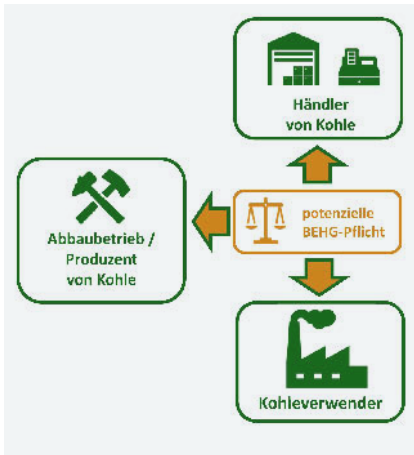 Händler
von Kohle
potenzielle
BEHG-Pflicht
Abbaubetrieb /
Produzent
von Kohle
Kohleverwender